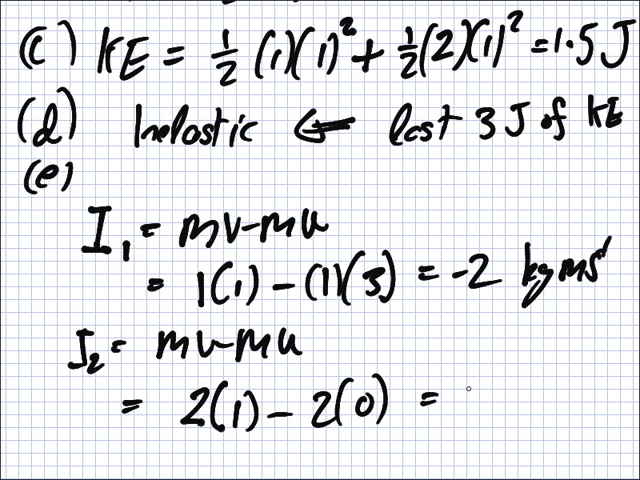 (c) KE = 1/2 (1)(1)² + 1/2(2)(1)² = 1.5 J
(d) Inelastic ← lost 3 J of KE
(e)
I₁ = mv-mu
= 1(1) - (1)(3) = -2 kgms⁻¹
I₂ = mv-mu
= 2(1) - 2(0) =